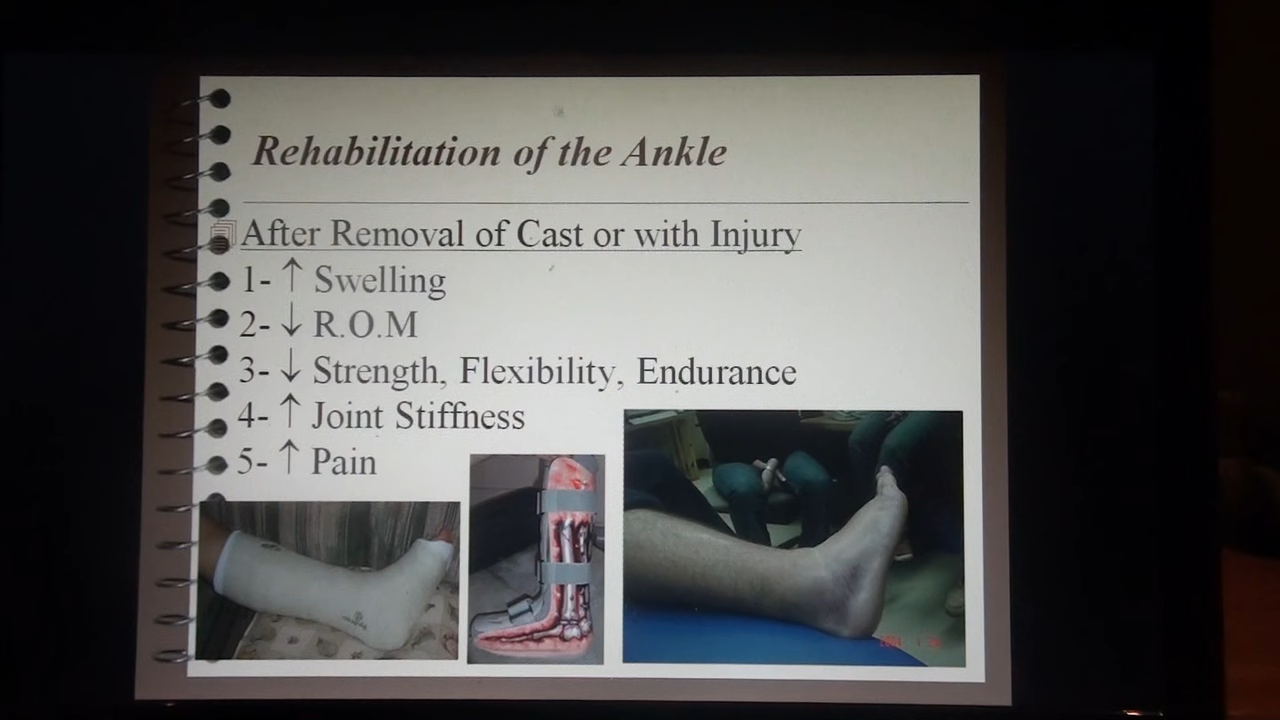 Rehabilitation of the Ankle
After Removal of Cast or with Injury
1- ↑ Swelling
2- ↓ R.O.M
3- ↓ Strength, Flexibility, Endurance
4- ↑ Joint Stiffness
5- ↑ Pain